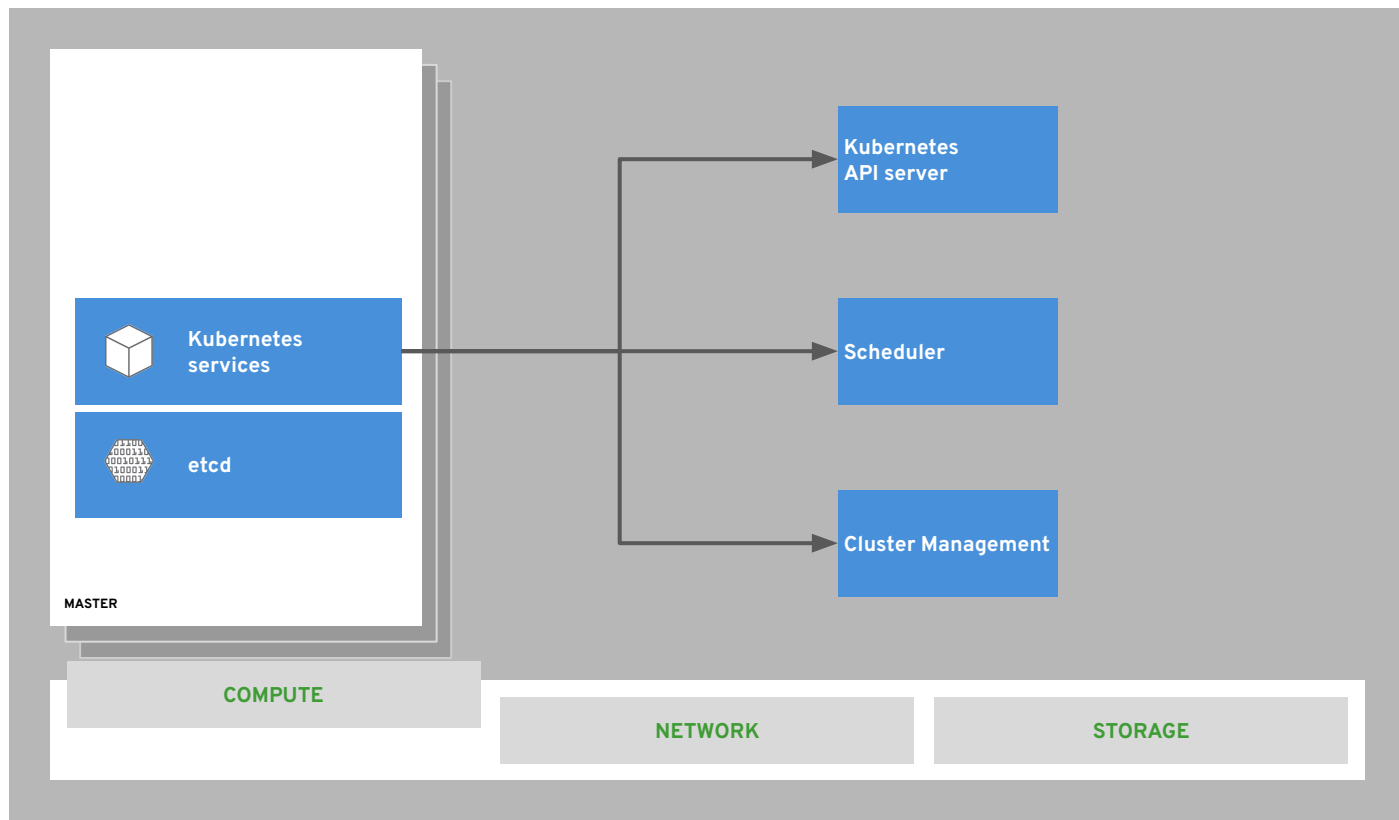 Kubernetes
API server
Kubernetes
services
Scheduler
etcd
Cluster Management
MASTER
COMPUTE
NETWORK
STORAGE